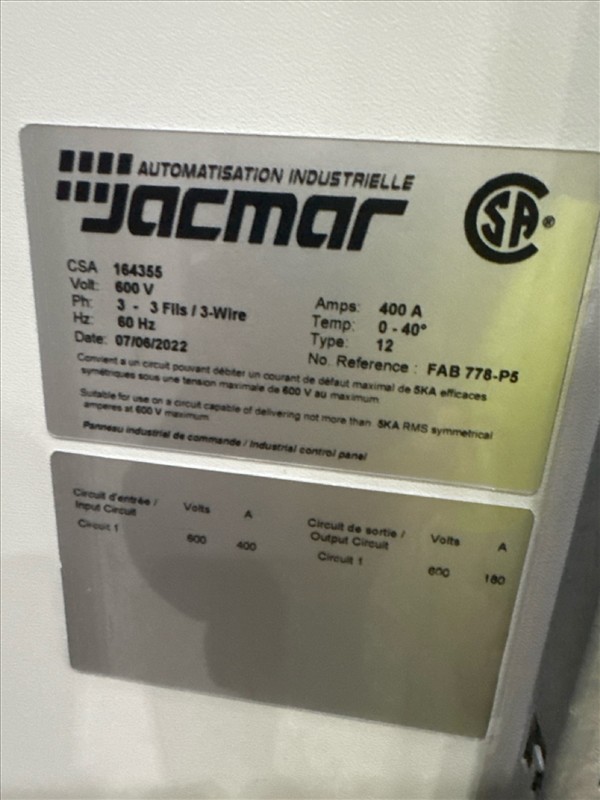 AUTOMATISATION INDUSTRIELLE
Jacmar
CSA ®
CSA 164355
Volt: 600 V
Ph: 3 - 3 Fils / 3-Wire
Hz: 60 Hz
Date: 07/06/2022
Amps: 400 A
Temp: 0 - 40°
Type: 12
No. Reference : FAB 778-P5
Convient a un circuit pouvant débiter un courant de défaut maximal de 5KA efficaces
symétriques sous une tension maximale de 600 V au maximum
Suitable for use on a circuit capable of delivering not more than 5KA RMS symmetrical
amperes at 600 V maximum
Panneau industrial de commande / Industrial control panel
Circuit d'entrée / Volts A
Input Circuit
Circuit 1 600 400
Circuit de sortie / Volts A
Output Circuit
Circuit 1 600 180